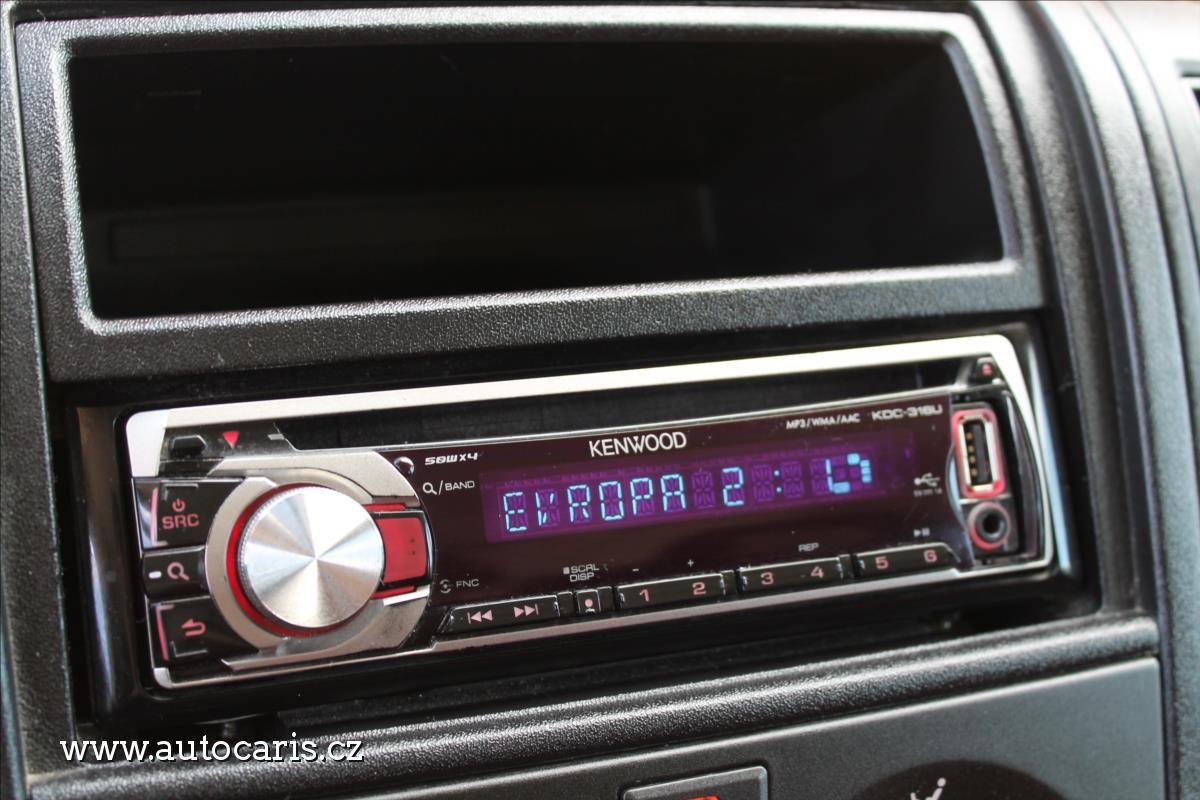 MP3/WMA/AAC KDC-316U
KENWOOD
50W×4
/BAND
EVROPA 2:
SRC
FNC
SCRL
DISP
- +
REP
1 2 3 4 5 6
www.autocaris.cz